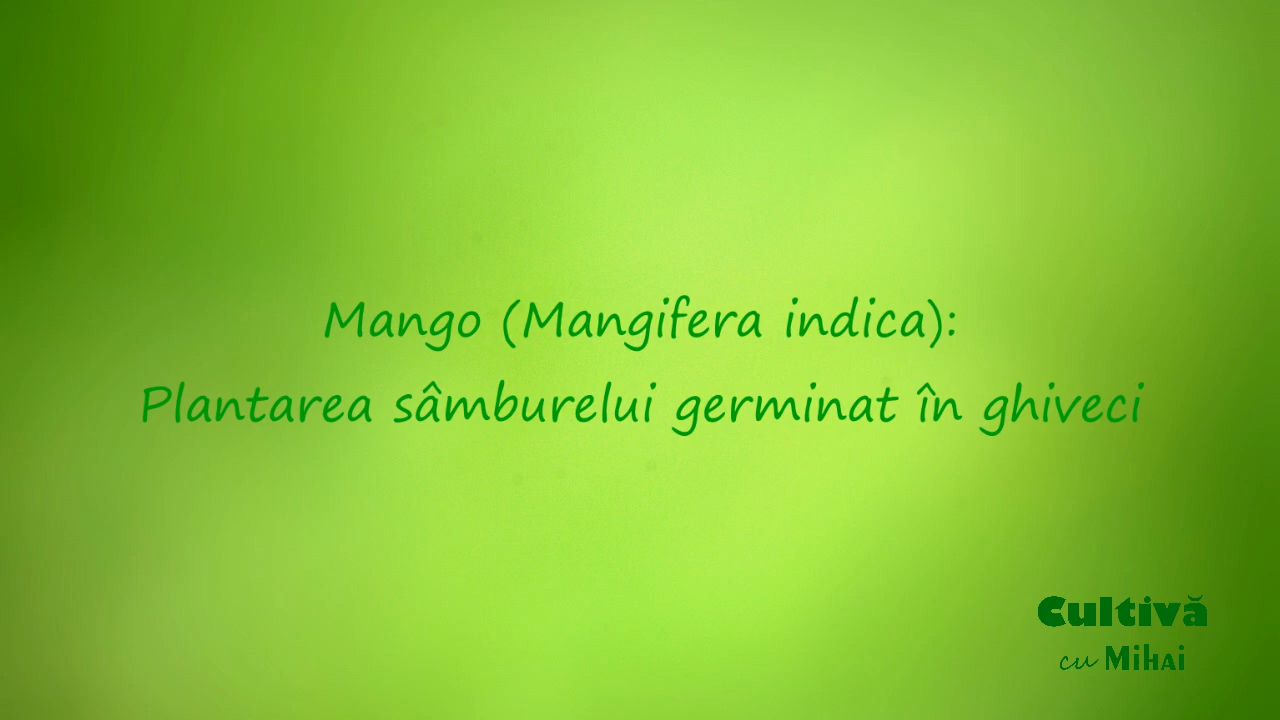 Mango (Mangifera indica):
Plantarea sâmburelui germinat în ghiveci
Cultivă
cu Mihai